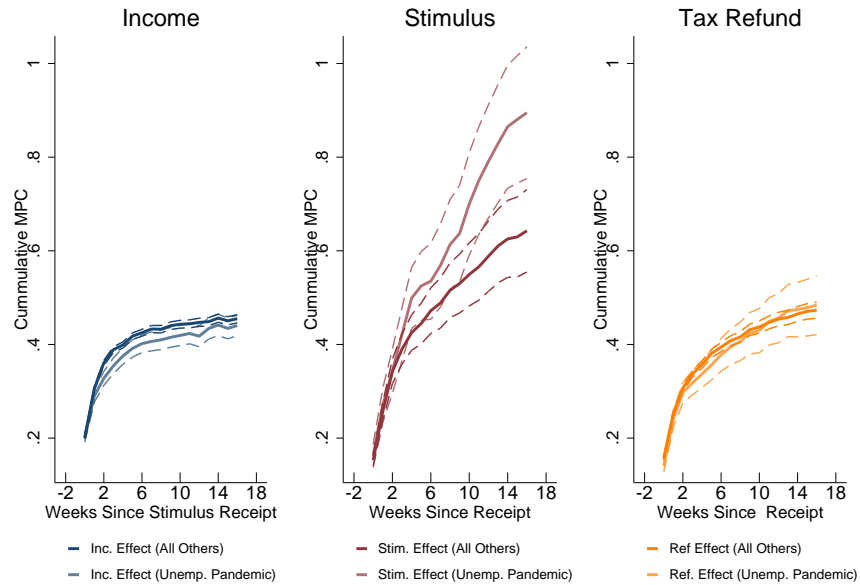 Income
Stimulus
Tax Refund
Cummulative MPC
.2
.4
.6
.8
1
-2
2
6
10
14
18
Weeks Since Stimulus Receipt
Inc. Effect (All Others)
Inc. Effect (Unemp. Pandemic)
Cummulative MPC
.2
.4
.6
.8
1
-2
2
6
10
14
18
Weeks Since Receipt
Stim. Effect (All Others)
Stim. Effect (Unemp. Pandemic)
Cummulative MPC
.2
.4
.6
.8
1
-2
2
6
10
14
18
Weeks Since Receipt
Ref Effect (All Others)
Ref. Effect (Unemp. Pandemic)